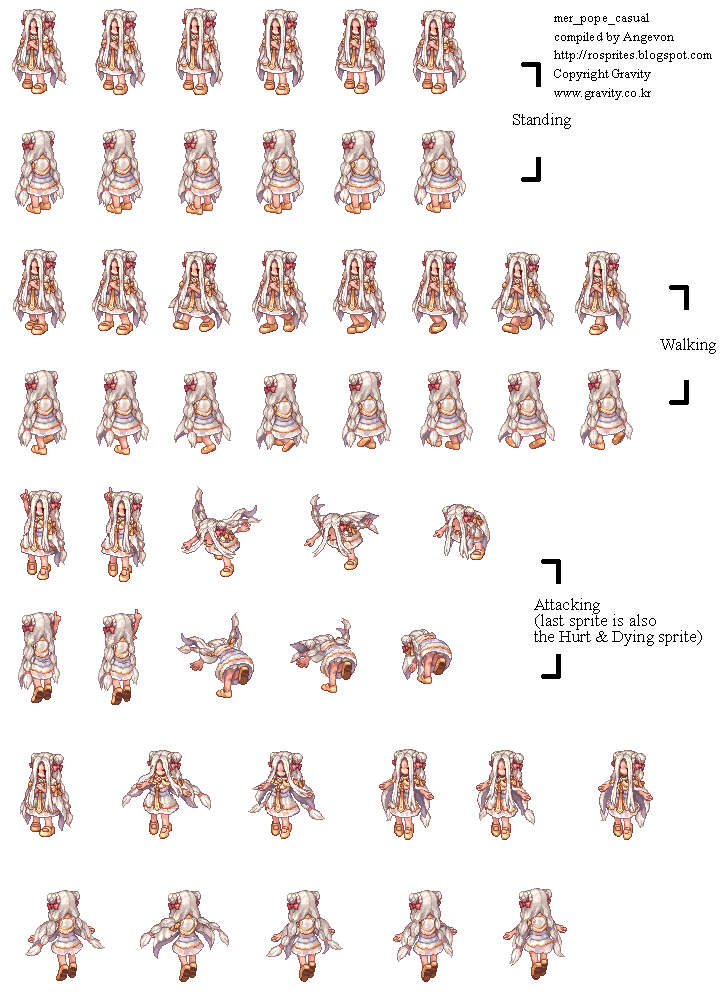 mer_pope_casual
compiled by Angevon
http://rosprites.blogspot.com
Copyright Gravity
www.gravity.co.kr
Standing
Walking
Attacking
(last sprite is also
the Hurt & Dying sprite)